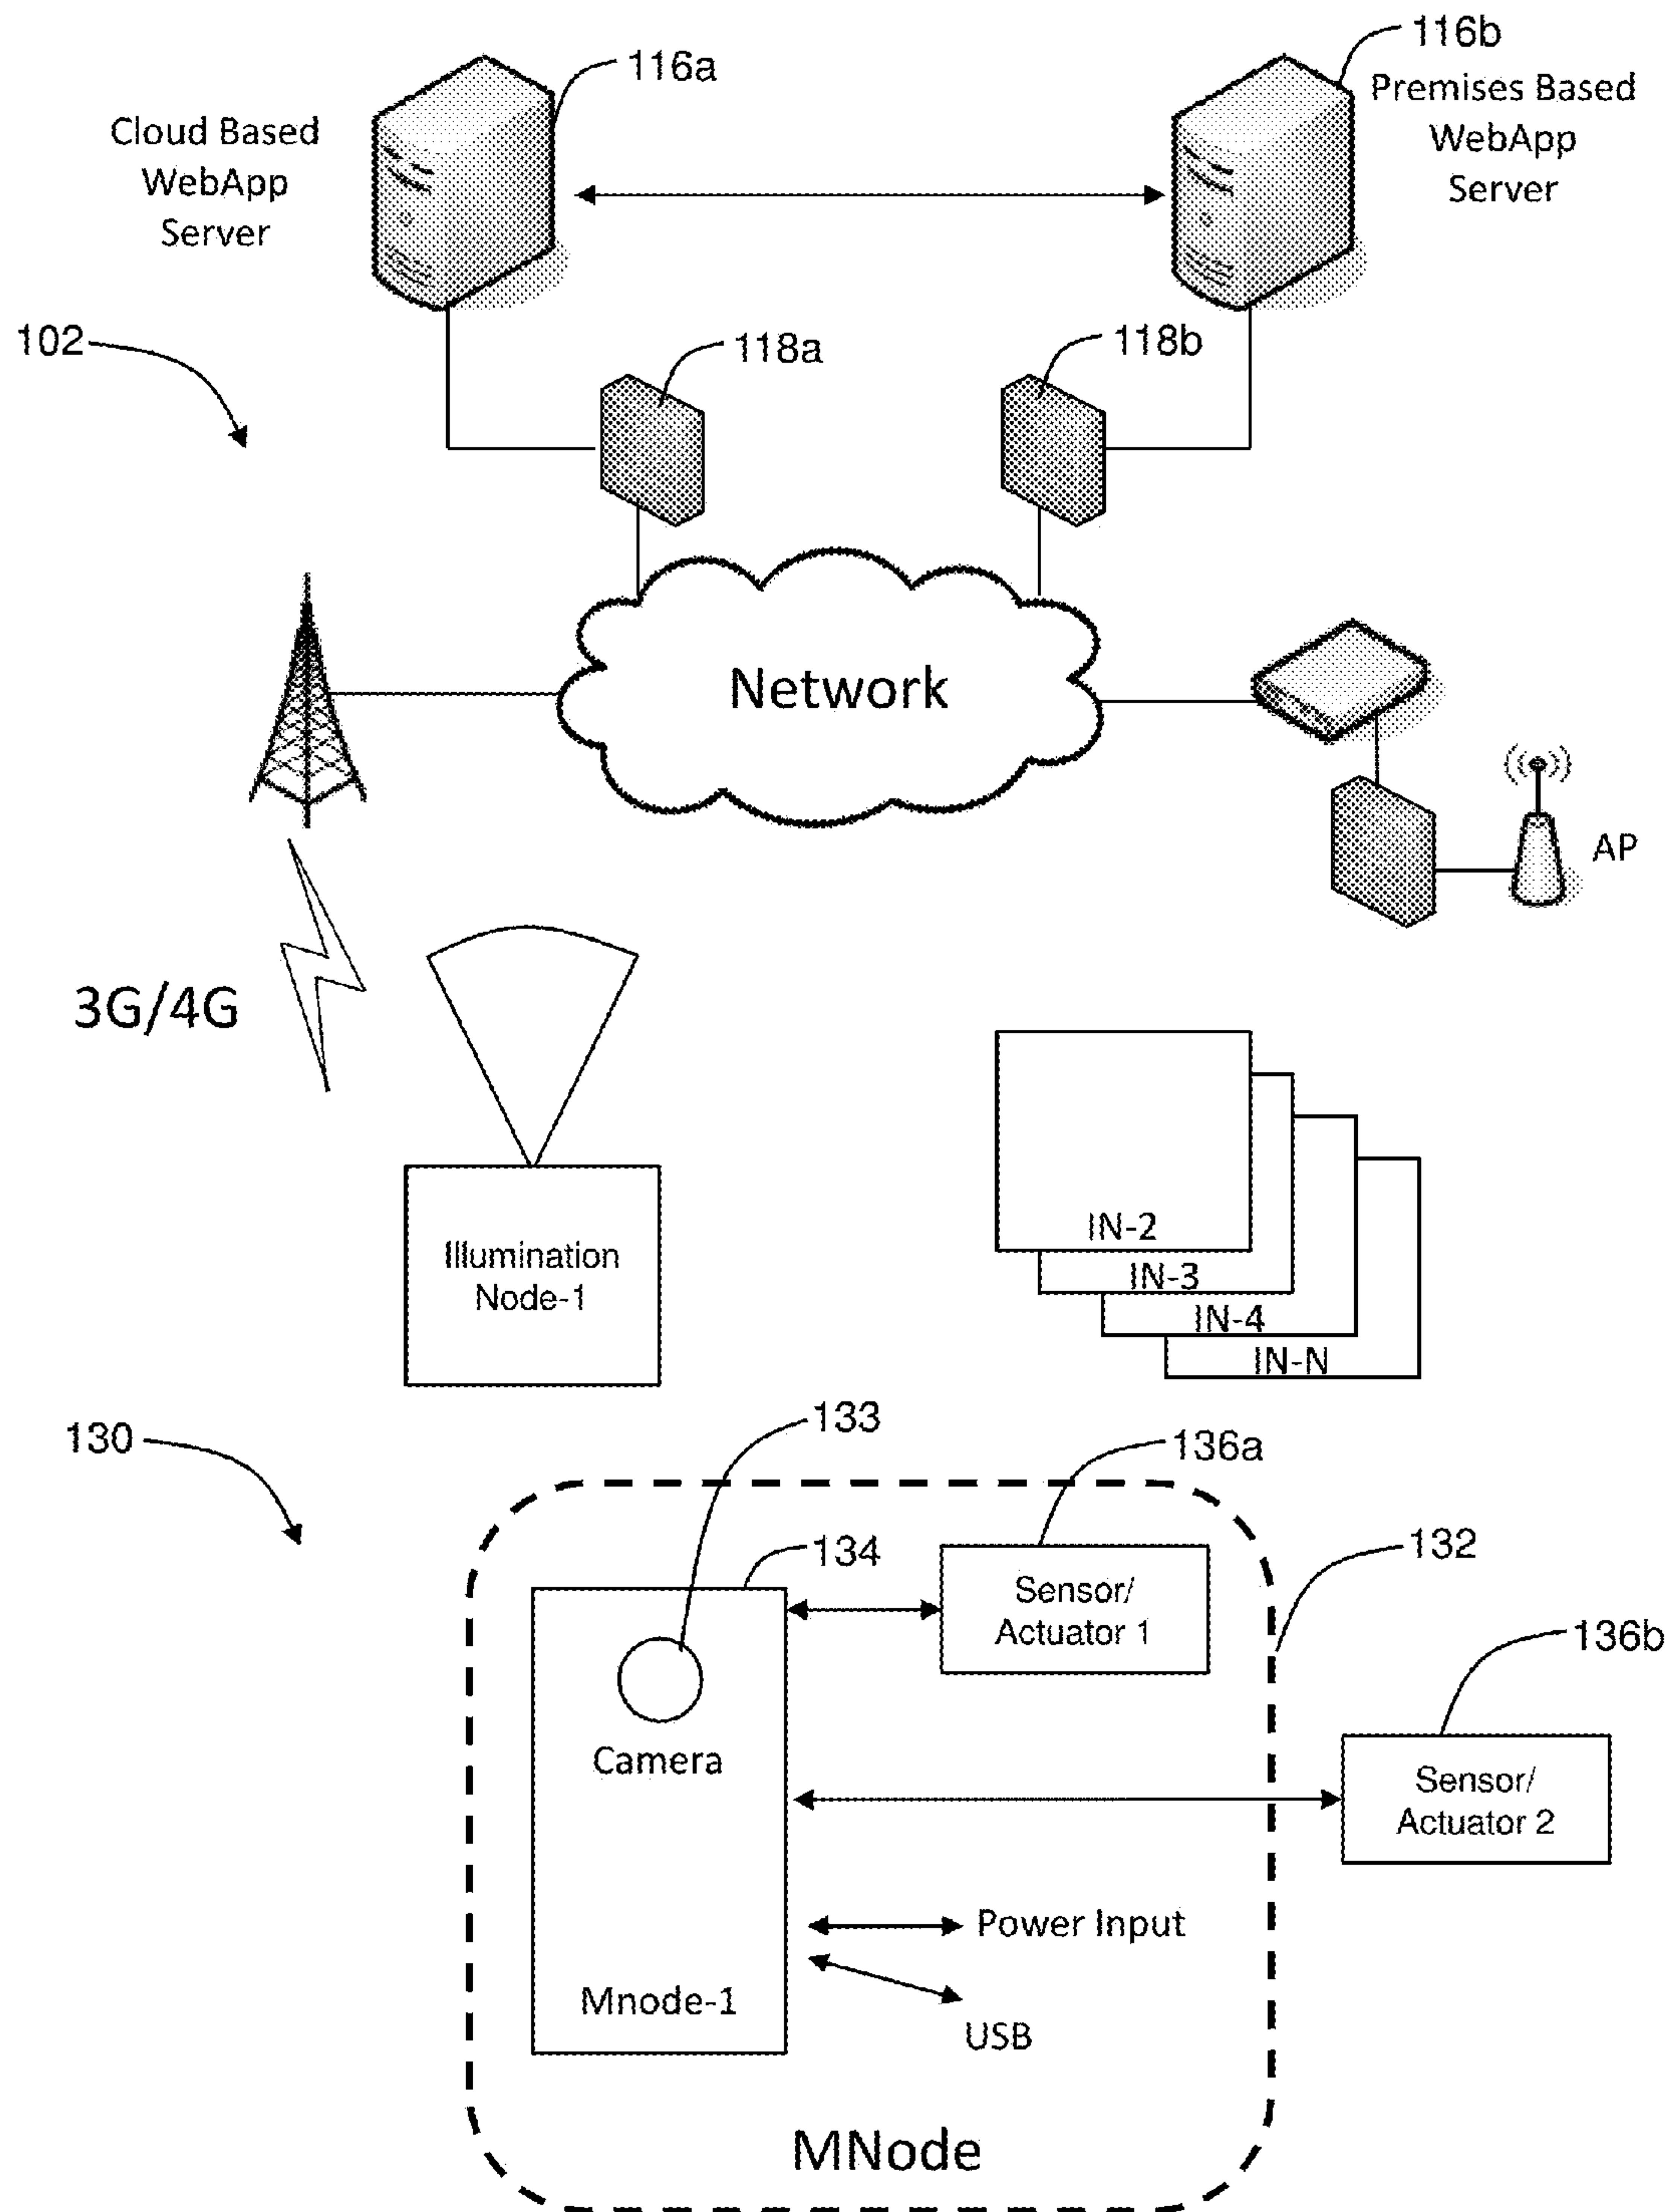 116a
116b
Cloud Based
WebApp
Server
Premises Based
WebApp
Server
102
118a
118b
Network
AP
3G/4G
Illumination
Node-1
IN-2
IN-3
IN-4
IN-N
130
133
136a
134
132
Sensor/
Actuator 1
136b
Camera
Sensor/
Actuator 2
Power Input
Mnode-1
USB
MNode